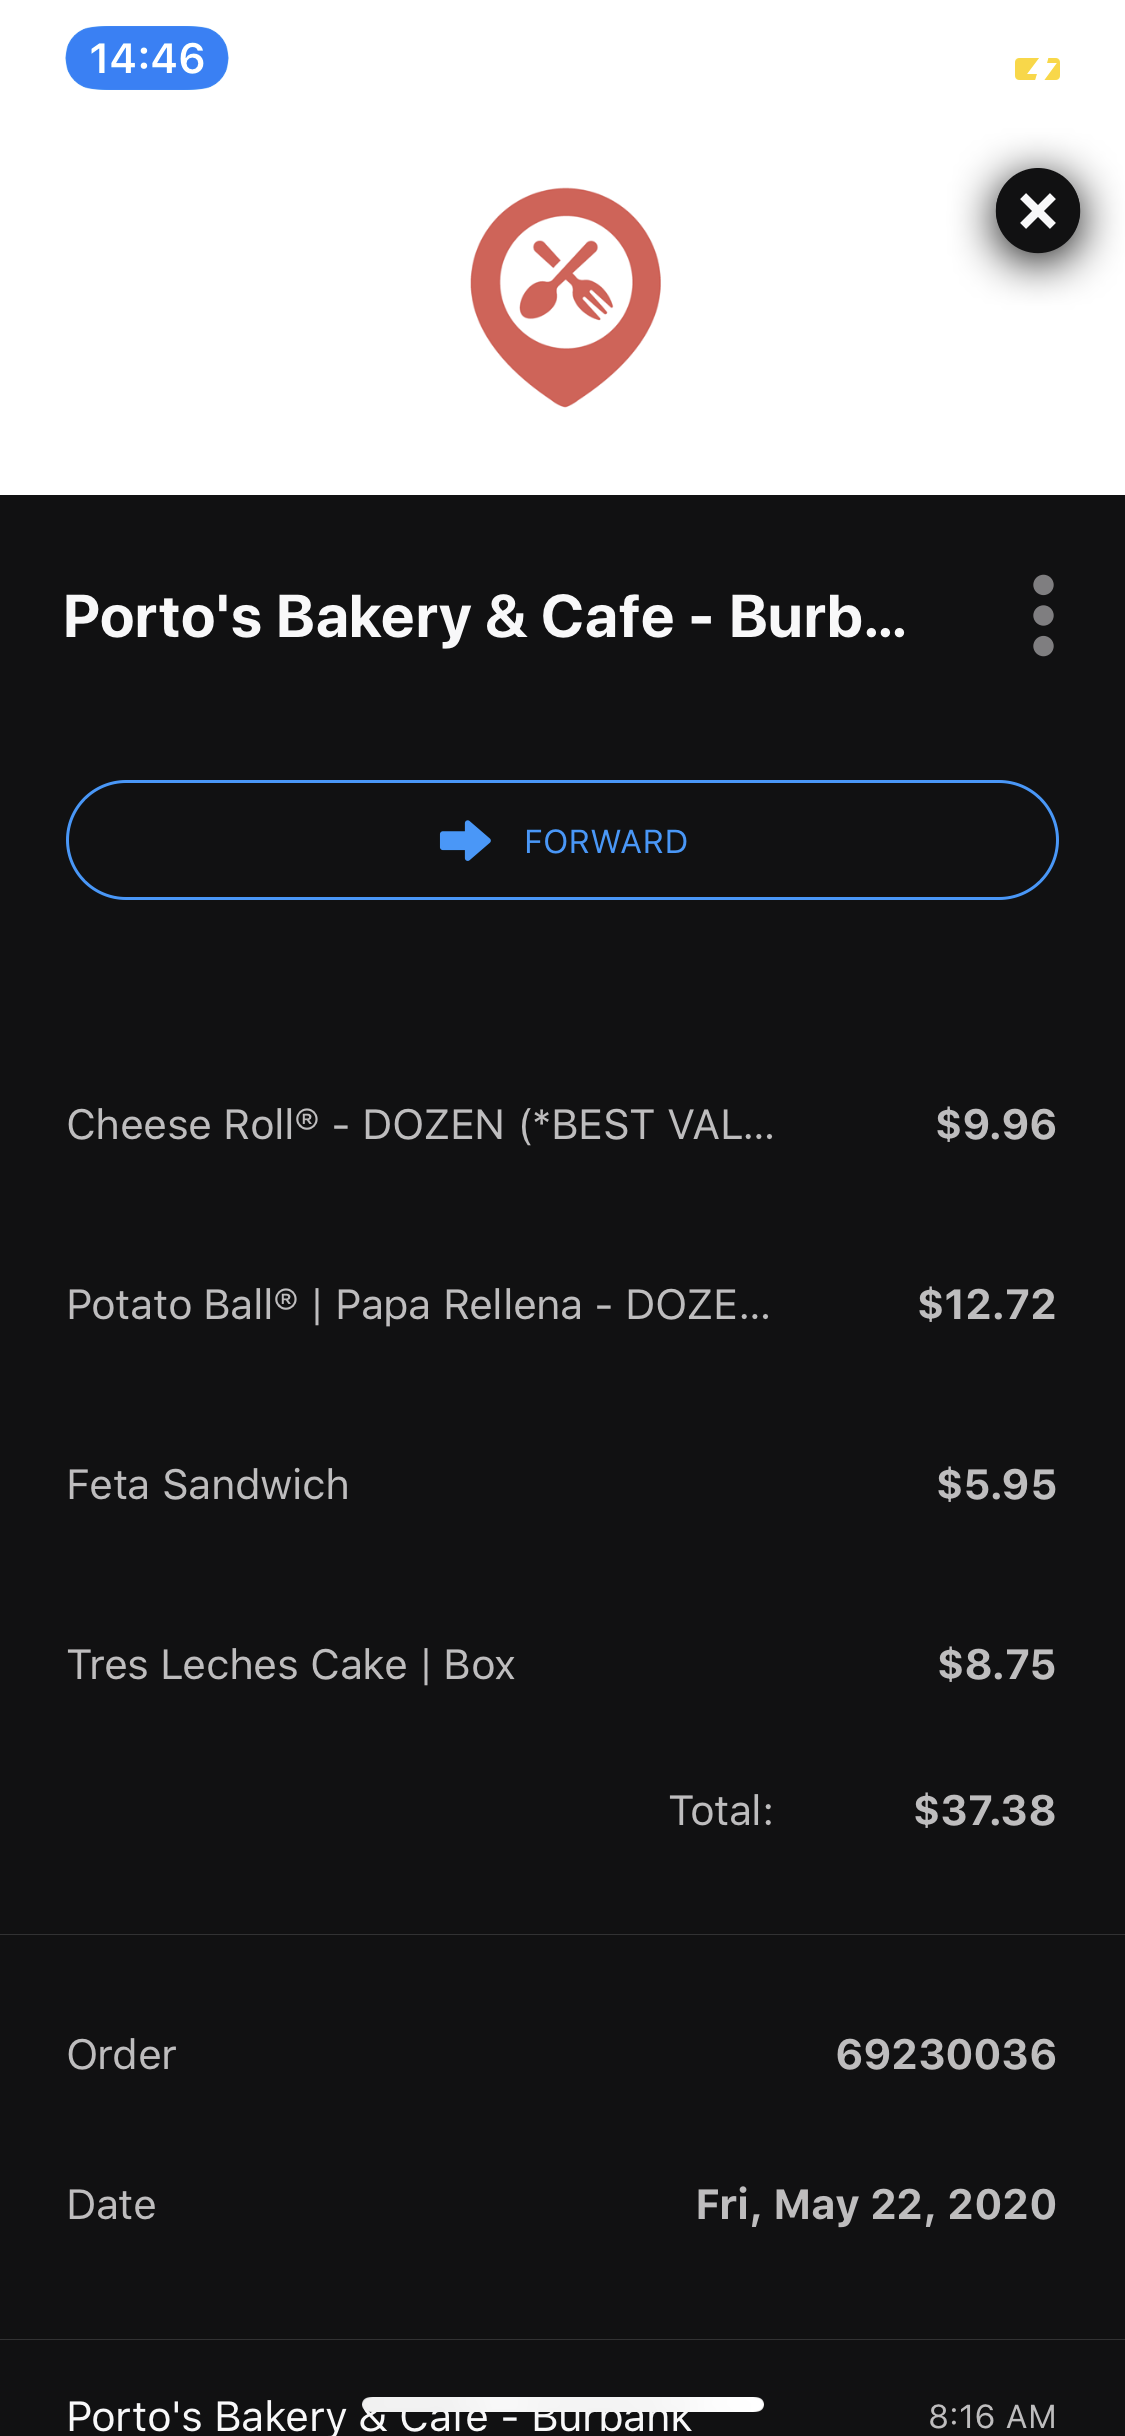 14:46
Porto's Bakery & Cafe - Burb...
FORWARD
Cheese Roll® - DOZEN (*BEST VAL... $9.96
Potato Ball® | Papa Rellena - DOZE... $12.72
Feta Sandwich $5.95
Tres Leches Cake | Box $8.75
Total: $37.38
Order 69230036
Date Fri, May 22, 2020
Porto's Bakery & Cafe - Burbank 8:16 AM